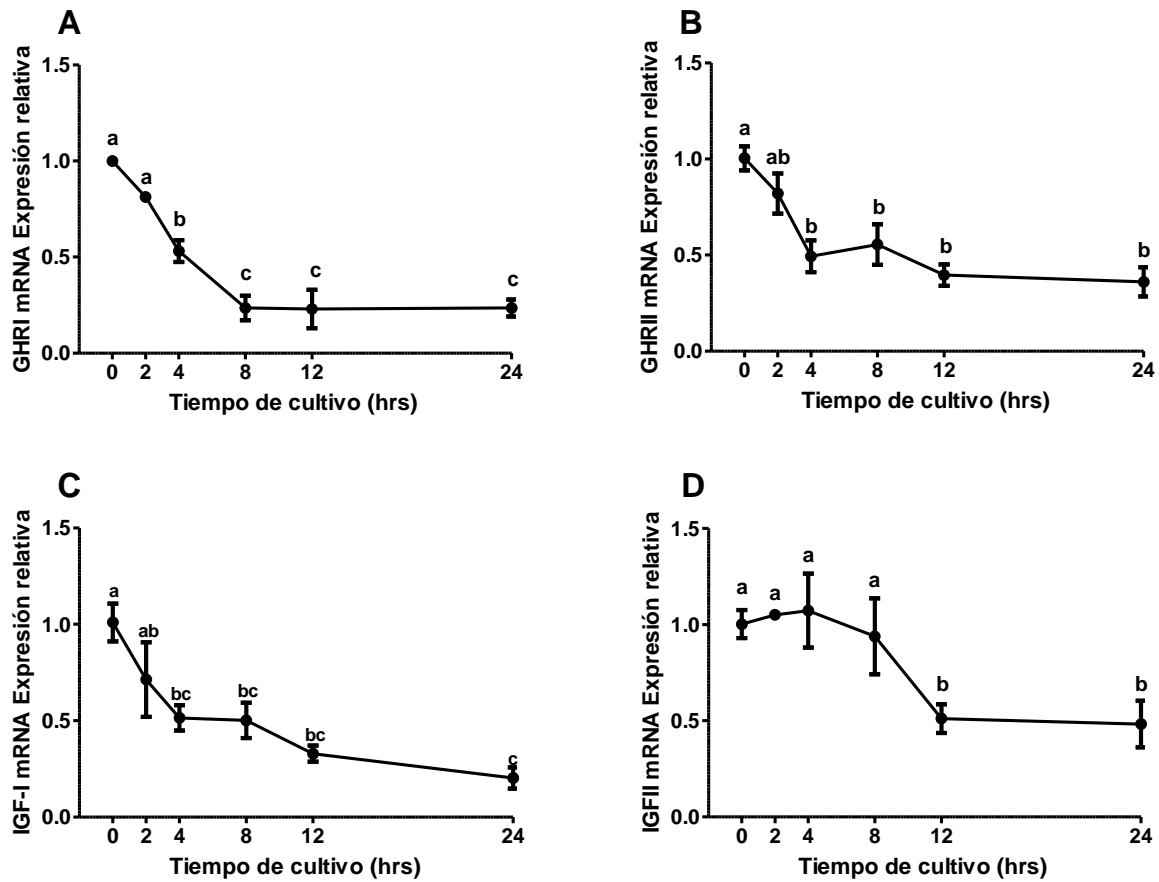 A
GHRI mRNA Expresión relativa
1.5
1.0
0.5
0.0
a
a
b
c
c
c
0 2 4 8 12 24
Tiempo de cultivo (hrs)
B
GHRII mRNA Expresión relativa
1.5
1.0
0.5
0.0
a
ab
b
b
b
b
0 2 4 8 12 24
Tiempo de cultivo (hrs)
C
IGF-I mRNA Expresión relativa
1.5
1.0
0.5
0.0
a
ab
bc
bc
bc
c
0 2 4 8 12 24
Tiempo de cultivo (hrs)
D
IGFII mRNA Expresión relativa
1.5
1.0
0.5
0.0
a
a
a
a
b
b
0 2 4 8 12 24
Tiempo de cultivo (hrs)